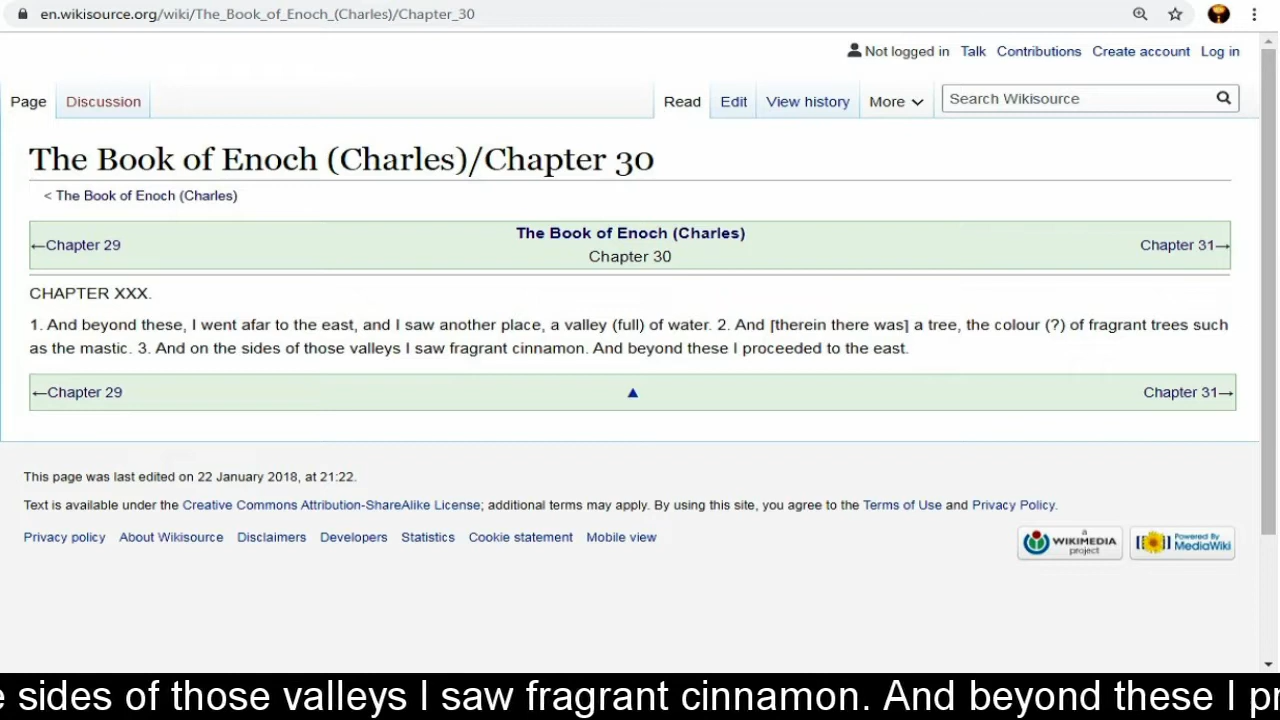 en.wikisource.org/wiki/The_Book_of_Enoch_(Charles)/Chapter_30
Not logged in Talk Contributions Create account Log in
Page Discussion Read Edit View history More Search Wikisource
The Book of Enoch (Charles)/Chapter 30
< The Book of Enoch (Charles)
The Book of Enoch (Charles)
←Chapter 29 Chapter 31→
Chapter 30
CHAPTER XXX.
1. And beyond these, I went afar to the east, and I saw another place, a valley (full) of water. 2. And [therein there was] a tree, the colour (?) of fragrant trees such
as the mastic. 3. And on the sides of those valleys I saw fragrant cinnamon. And beyond these I proceeded to the east.
←Chapter 29 ▲ Chapter 31→
This page was last edited on 22 January 2018, at 21:22.
Text is available under the Creative Commons Attribution-ShareAlike License; additional terms may apply. By using this site, you agree to the Terms of Use and Privacy Policy.
Privacy policy About Wikisource Disclaimers Developers Statistics Cookie statement Mobile view
a WIKIMEDIA project
Powered By MediaWiki
e sides of those valleys I saw fragrant cinnamon. And beyond these I pr